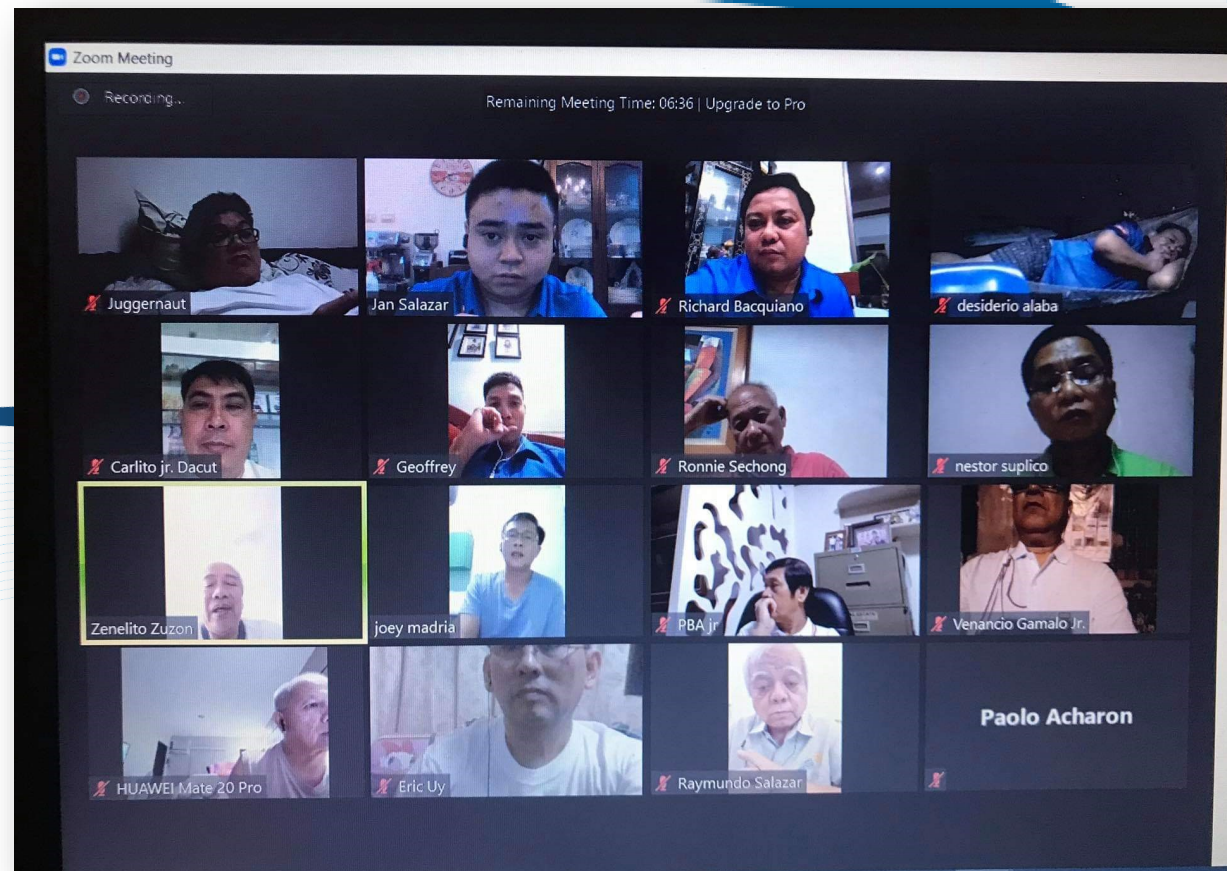 Zoom Meeting
Recording...
Remaining Meeting Time: 06:36 | Upgrade to Pro
Juggernaut
Jan Salazar
Richard Bacquiano
desiderio alaba
Carlito jr. Dacut
Geoffrey
Ronnie Sechong
nestor suplico
Zenelito Zuzon
joey madria
PBA jr
Venancio Gamalo Jr.
HUAWEI Mate 20 Pro
Eric Uy
Raymundo Salazar
Paolo Acharon